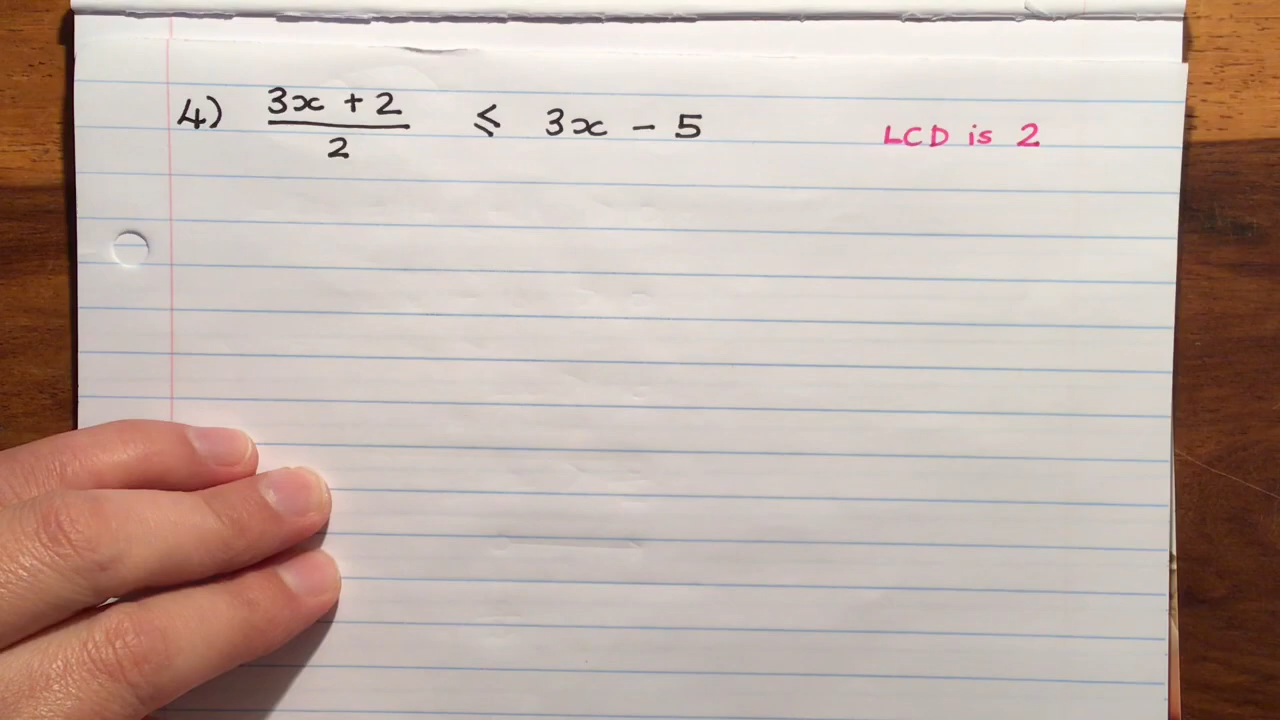 4) (3x + 2)/2 ≤ 3x - 5
LCD is 2